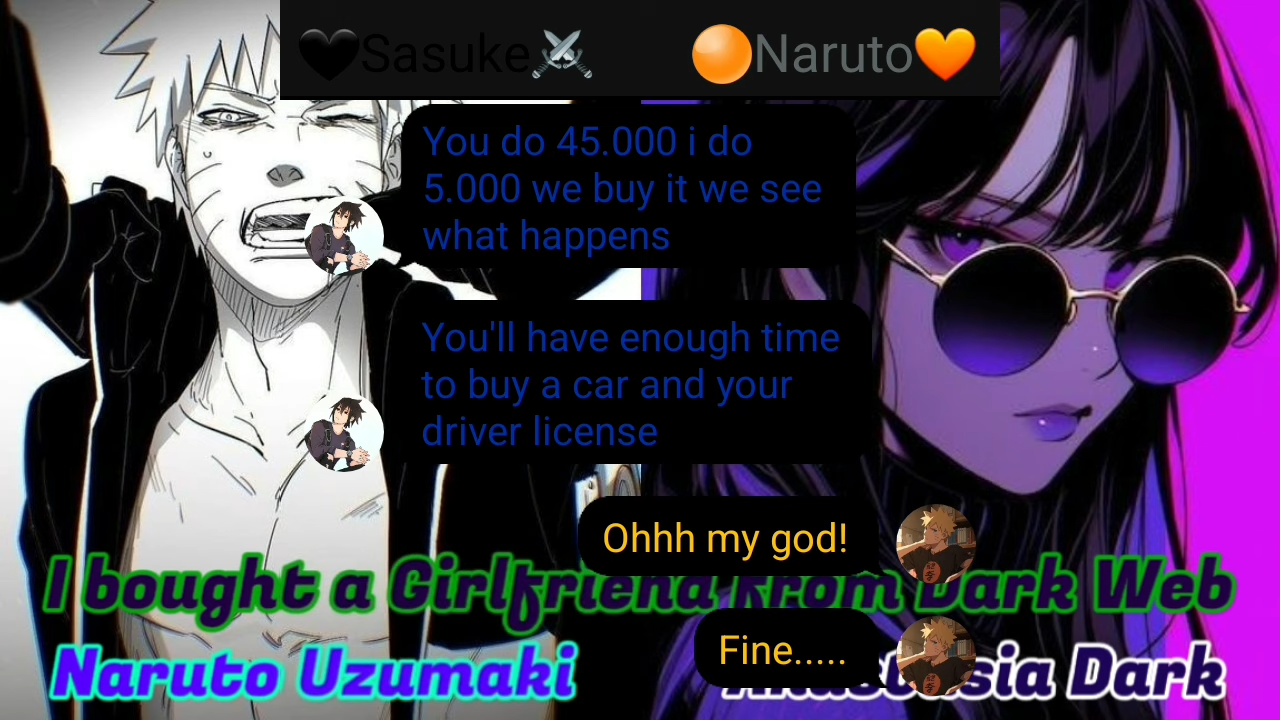 🖤Sasuke⚔️
🟠Naruto🧡
You do 45.000 i do
5.000 we buy it we see
what happens
You'll have enough time
to buy a car and your
driver license
Ohhh my god!
I bought a Girlfriend From Dark Web
Fine.....
Naruto Uzumaki
Anastasia Dark